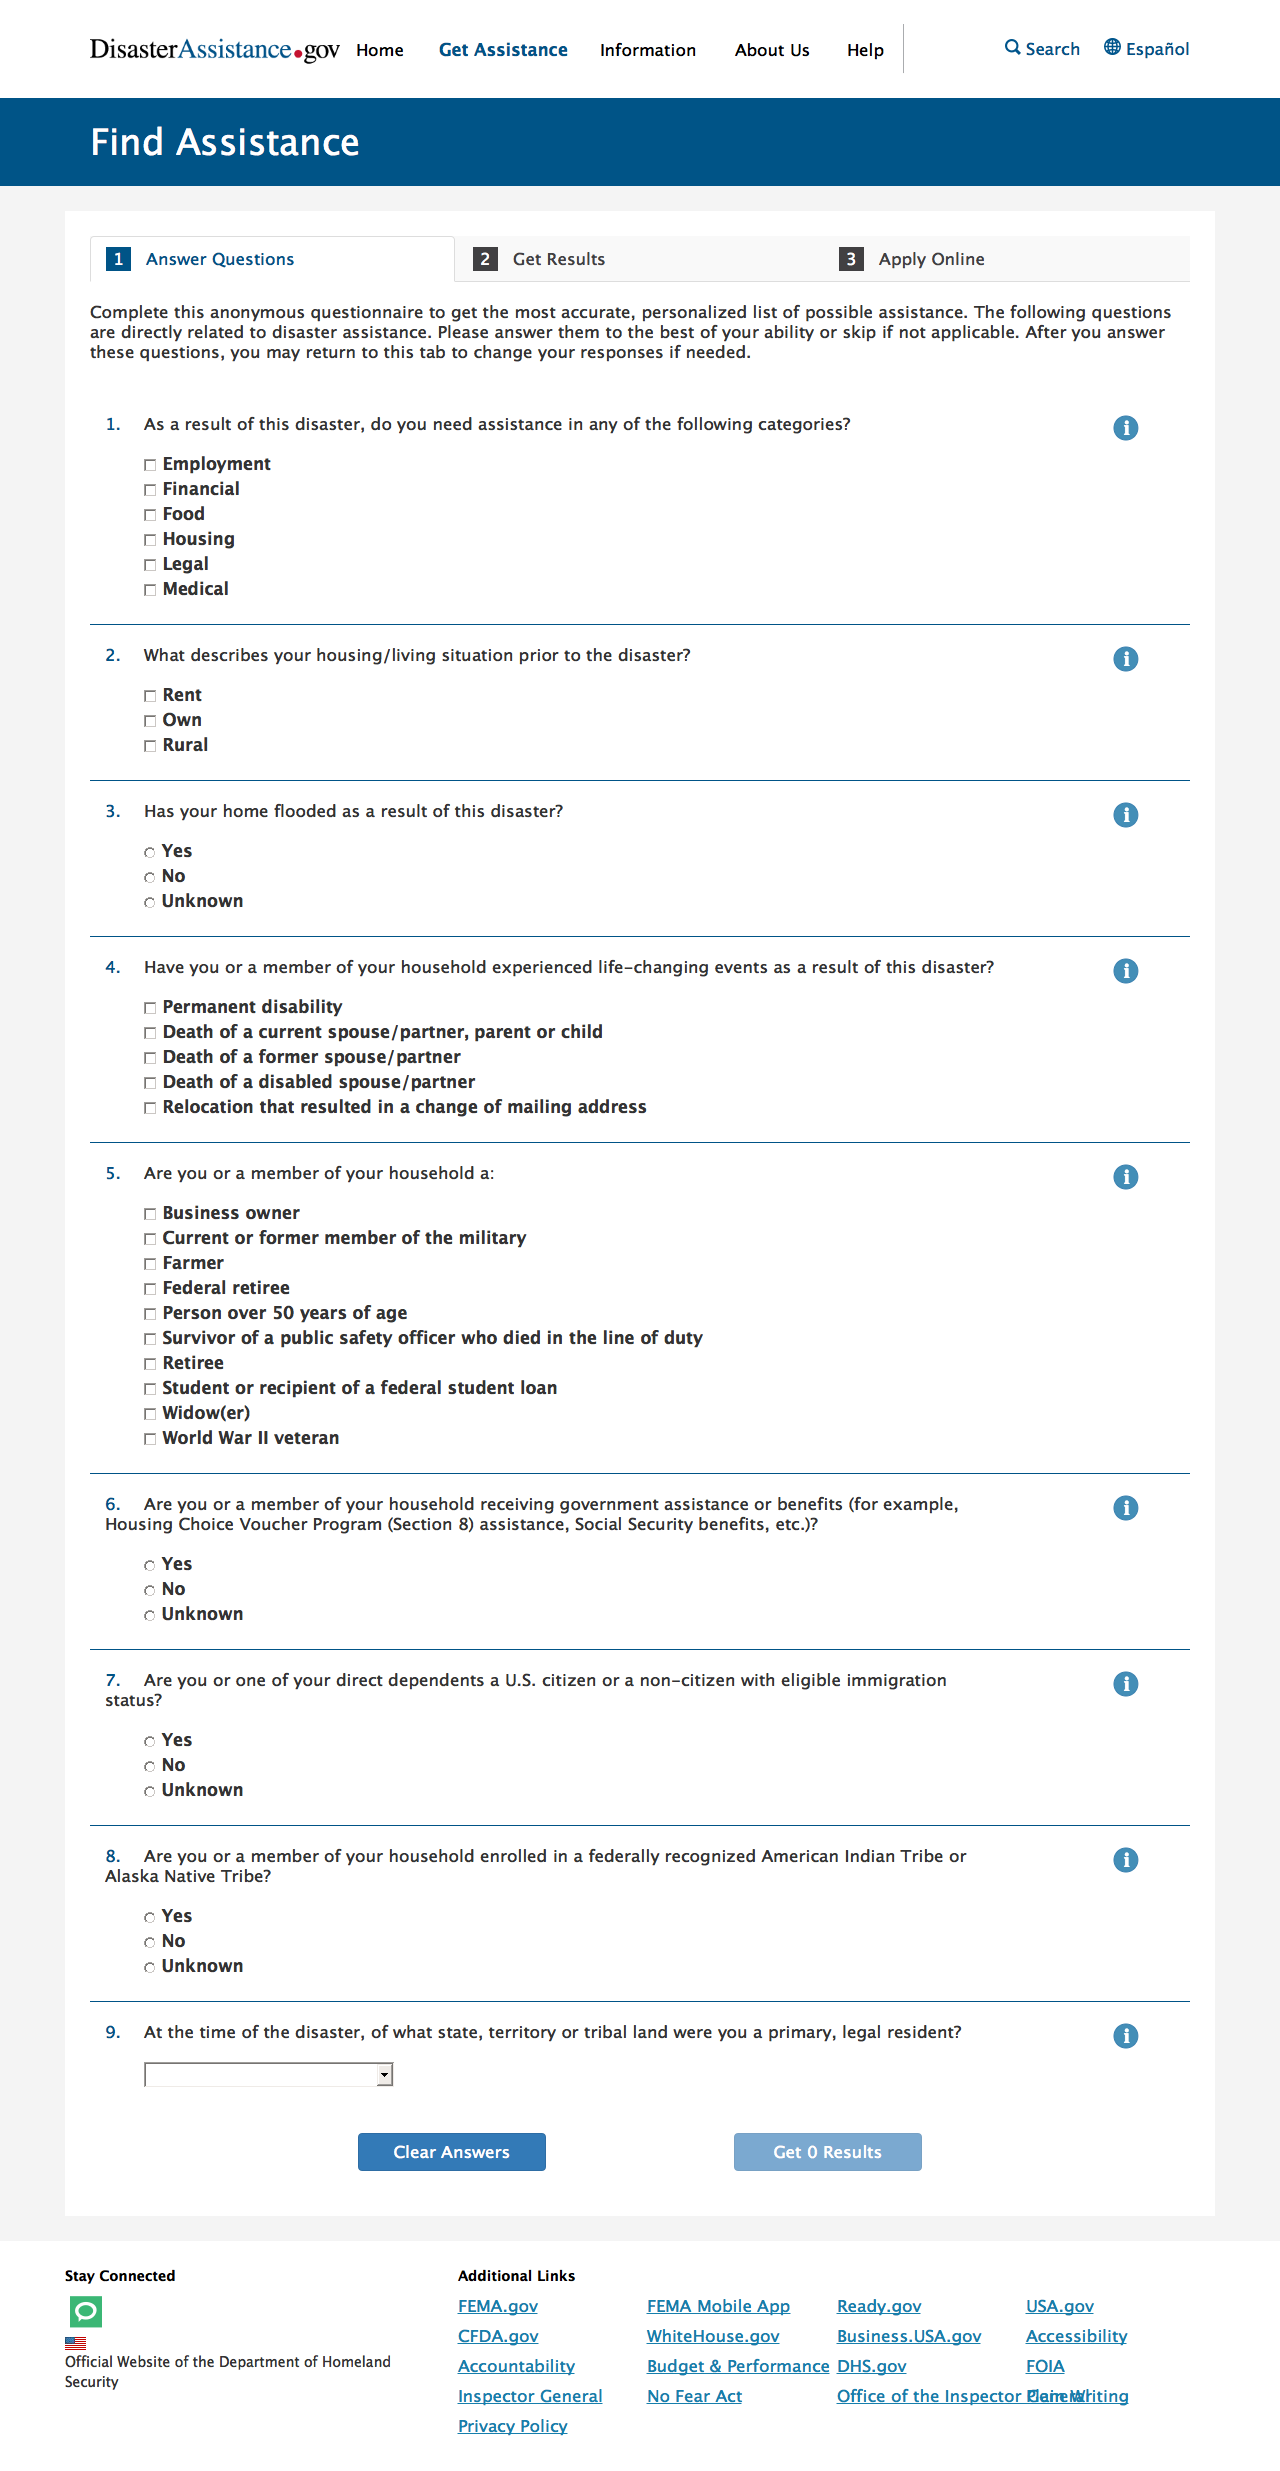 DisasterAssistance.gov Home Get Assistance Information About Us Help Search Español
Find Assistance
1 Answer Questions 2 Get Results 3 Apply Online
Complete this anonymous questionnaire to get the most accurate, personalized list of possible assistance. The following questions
are directly related to disaster assistance. Please answer them to the best of your ability or skip if not applicable. After you answer
these questions, you may return to this tab to change your responses if needed.
1. As a result of this disaster, do you need assistance in any of the following categories?
Employment
Financial
Food
Housing
Legal
Medical
2. What describes your housing/living situation prior to the disaster?
Rent
Own
Rural
3. Has your home flooded as a result of this disaster?
Yes
No
Unknown
4. Have you or a member of your household experienced life-changing events as a result of this disaster?
Permanent disability
Death of a current spouse/partner, parent or child
Death of a former spouse/partner
Death of a disabled spouse/partner
Relocation that resulted in a change of mailing address
5. Are you or a member of your household a:
Business owner
Current or former member of the military
Farmer
Federal retiree
Person over 50 years of age
Survivor of a public safety officer who died in the line of duty
Retiree
Student or recipient of a federal student loan
Widow(er)
World War II veteran
6. Are you or a member of your household receiving government assistance or benefits (for example,
Housing Choice Voucher Program (Section 8) assistance, Social Security benefits, etc.)?
Yes
No
Unknown
7. Are you or one of your direct dependents a U.S. citizen or a non-citizen with eligible immigration
status?
Yes
No
Unknown
8. Are you or a member of your household enrolled in a federally recognized American Indian Tribe or
Alaska Native Tribe?
Yes
No
Unknown
9. At the time of the disaster, of what state, territory or tribal land were you a primary, legal resident?
Clear Answers Get 0 Results
Stay Connected
Official Website of the Department of Homeland
Security
Additional Links
FEMA.gov FEMA Mobile App Ready.gov USA.gov
CFDA.gov WhiteHouse.gov Business.USA.gov Accessibility
Accountability Budget & Performance DHS.gov FOIA
Inspector General No Fear Act Office of the Inspector General Plain Writing
Privacy Policy